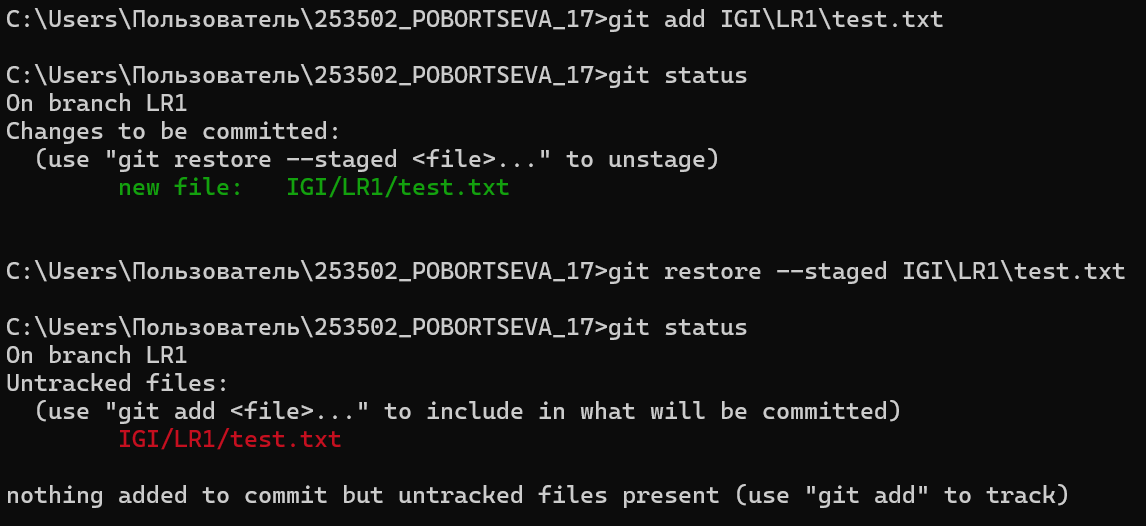 C:\Users\Пользователь\253502_POBORTSEVA_17>git add IGI\LR1\test.txt
C:\Users\Пользователь\253502_POBORTSEVA_17>git status
On branch LR1
Changes to be committed:
  (use "git restore --staged <file>..." to unstage)
        new file:   IGI/LR1/test.txt
C:\Users\Пользователь\253502_POBORTSEVA_17>git restore --staged IGI\LR1\test.txt
C:\Users\Пользователь\253502_POBORTSEVA_17>git status
On branch LR1
Untracked files:
  (use "git add <file>..." to include in what will be committed)
        IGI/LR1/test.txt
nothing added to commit but untracked files present (use "git add" to track)